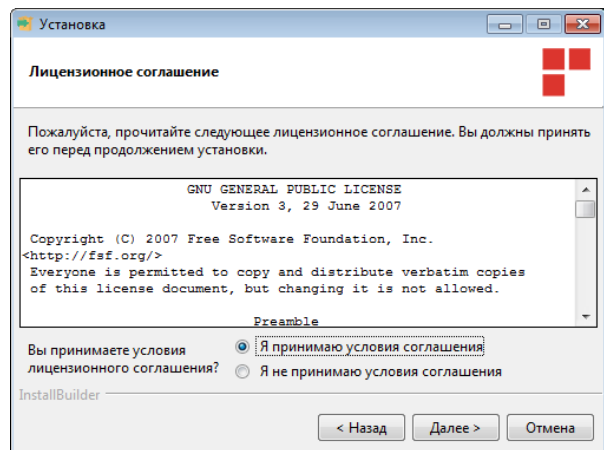 Установка
Лицензионное соглашение
Пожалуйста, прочитайте следующее лицензионное соглашение. Вы должны принять
его перед продолжением установки.
GNU GENERAL PUBLIC LICENSE
Version 3, 29 June 2007
Copyright (C) 2007 Free Software Foundation, Inc.
<http://fsf.org/>
Everyone is permitted to copy and distribute verbatim copies
of this license document, but changing it is not allowed.
Preamble
Вы принимаете условия
лицензионного соглашения?
Я принимаю условия соглашения
Я не принимаю условия соглашения
InstallBuilder
< Назад
Далее >
Отмена